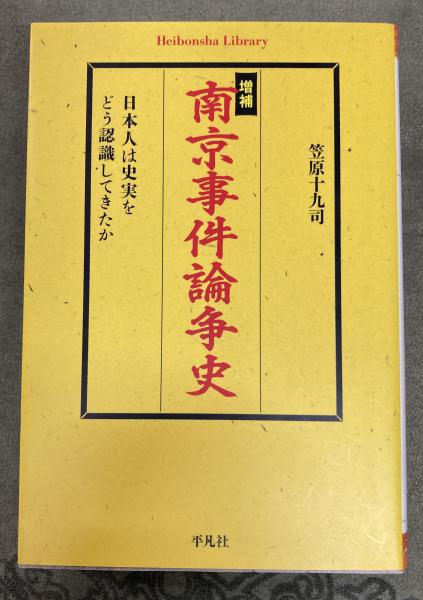 Heibonsha Library
笠原十九司
増補
南京事件論争史
日本人は史実を
どう認識してきたか
平凡社